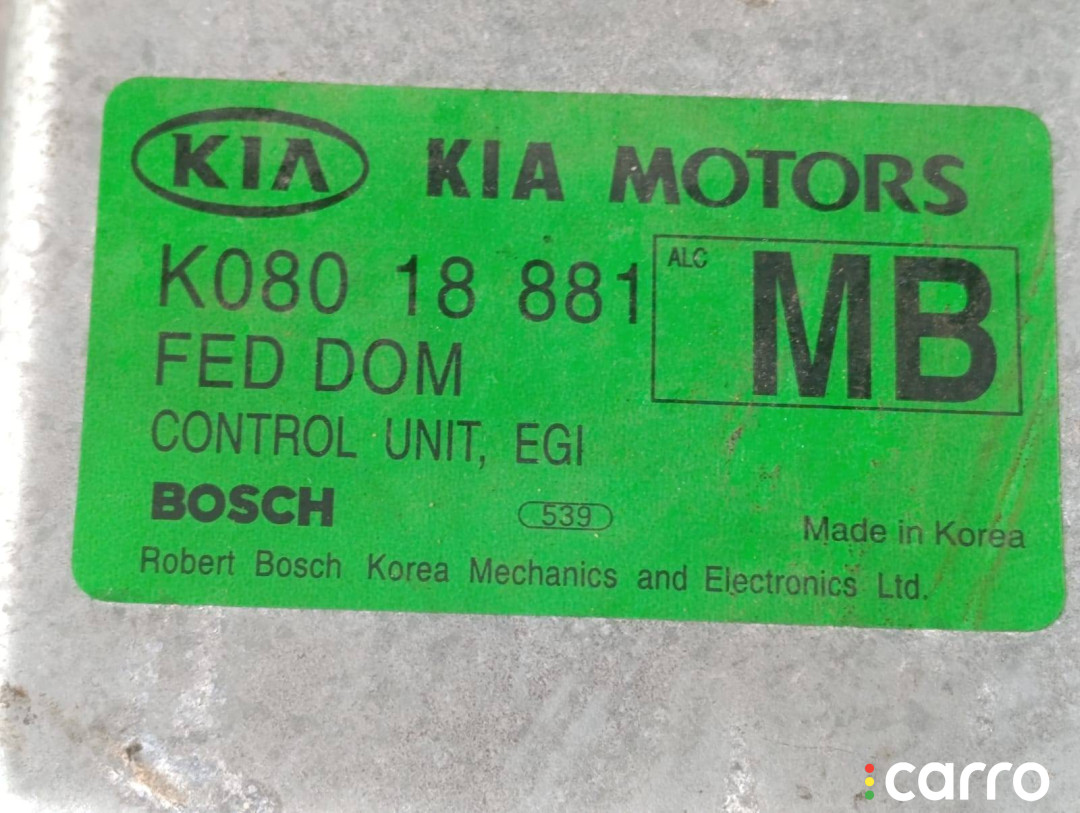 KIA KIA MOTORS
K080 18 881
ALC
MB
FED DOM
CONTROL UNIT, EGI
BOSCH
539
Made in Korea
Robert Bosch Korea Mechanics and Electronics Ltd.
carro